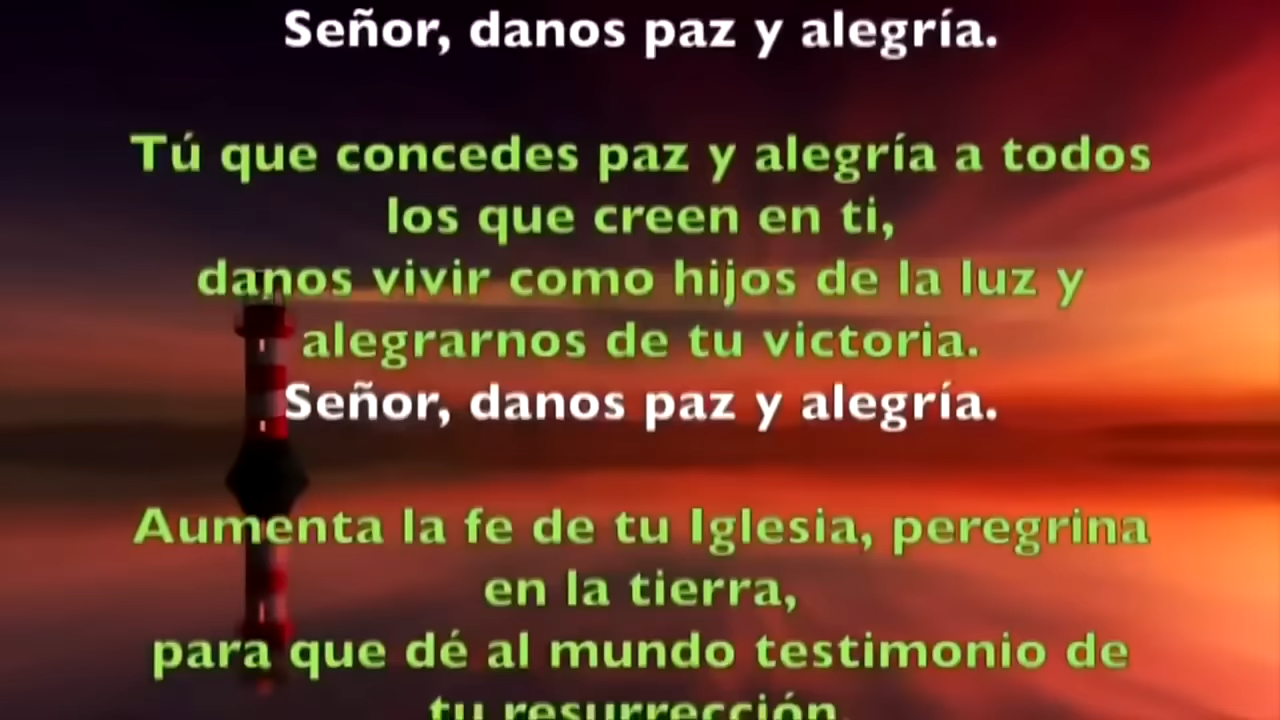 Señor, danos paz y alegría.
Tú que concedes paz y alegría a todos
los que creen en ti,
danos vivir como hijos de la luz y
alegrarnos de tu victoria.
Señor, danos paz y alegría.
Aumenta la fe de tu Iglesia, peregrina
en la tierra,
para que dé al mundo testimonio de
tu resurrección.